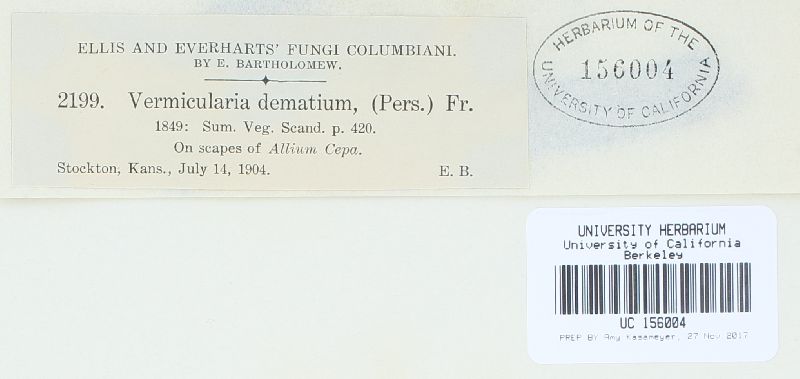 ELLIS AND EVERHARTS' FUNGI COLUMBIANI.
BY E. BARTHOLOMEW.
2199. Vermicularia dematium, (Pers.) Fr.
1849: Sum. Veg. Scand. p. 420.
On scapes of Allium Cepa.
Stockton, Kans., July 14, 1904. E. B.
HERBARIUM OF THE
156004
UNIVERSITY OF CALIFORNIA
UNIVERSITY HERBARIUM
University of California
Berkeley
UC 156004
PREP BY Amy Kasameyer, 27 Nov 2017